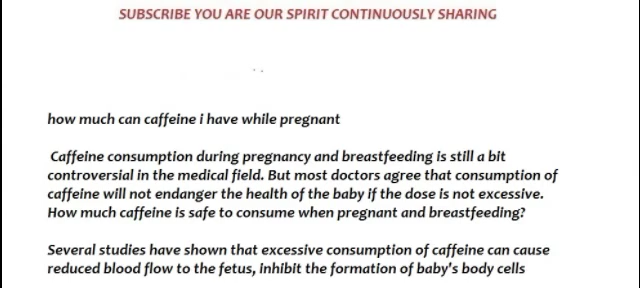 SUBSCRIBE YOU ARE OUR SPIRIT CONTINUOUSLY SHARING
how much can caffeine i have while pregnant
Caffeine consumption during pregnancy and breastfeeding is still a bit
controversial in the medical field. But most doctors agree that consumption of
caffeine will not endanger the health of the baby if the dose is not excessive.
How much caffeine is safe to consume when pregnant and breastfeeding?
Several studies have shown that excessive consumption of caffeine can cause
reduced blood flow to the fetus, inhibit the formation of baby's body cells